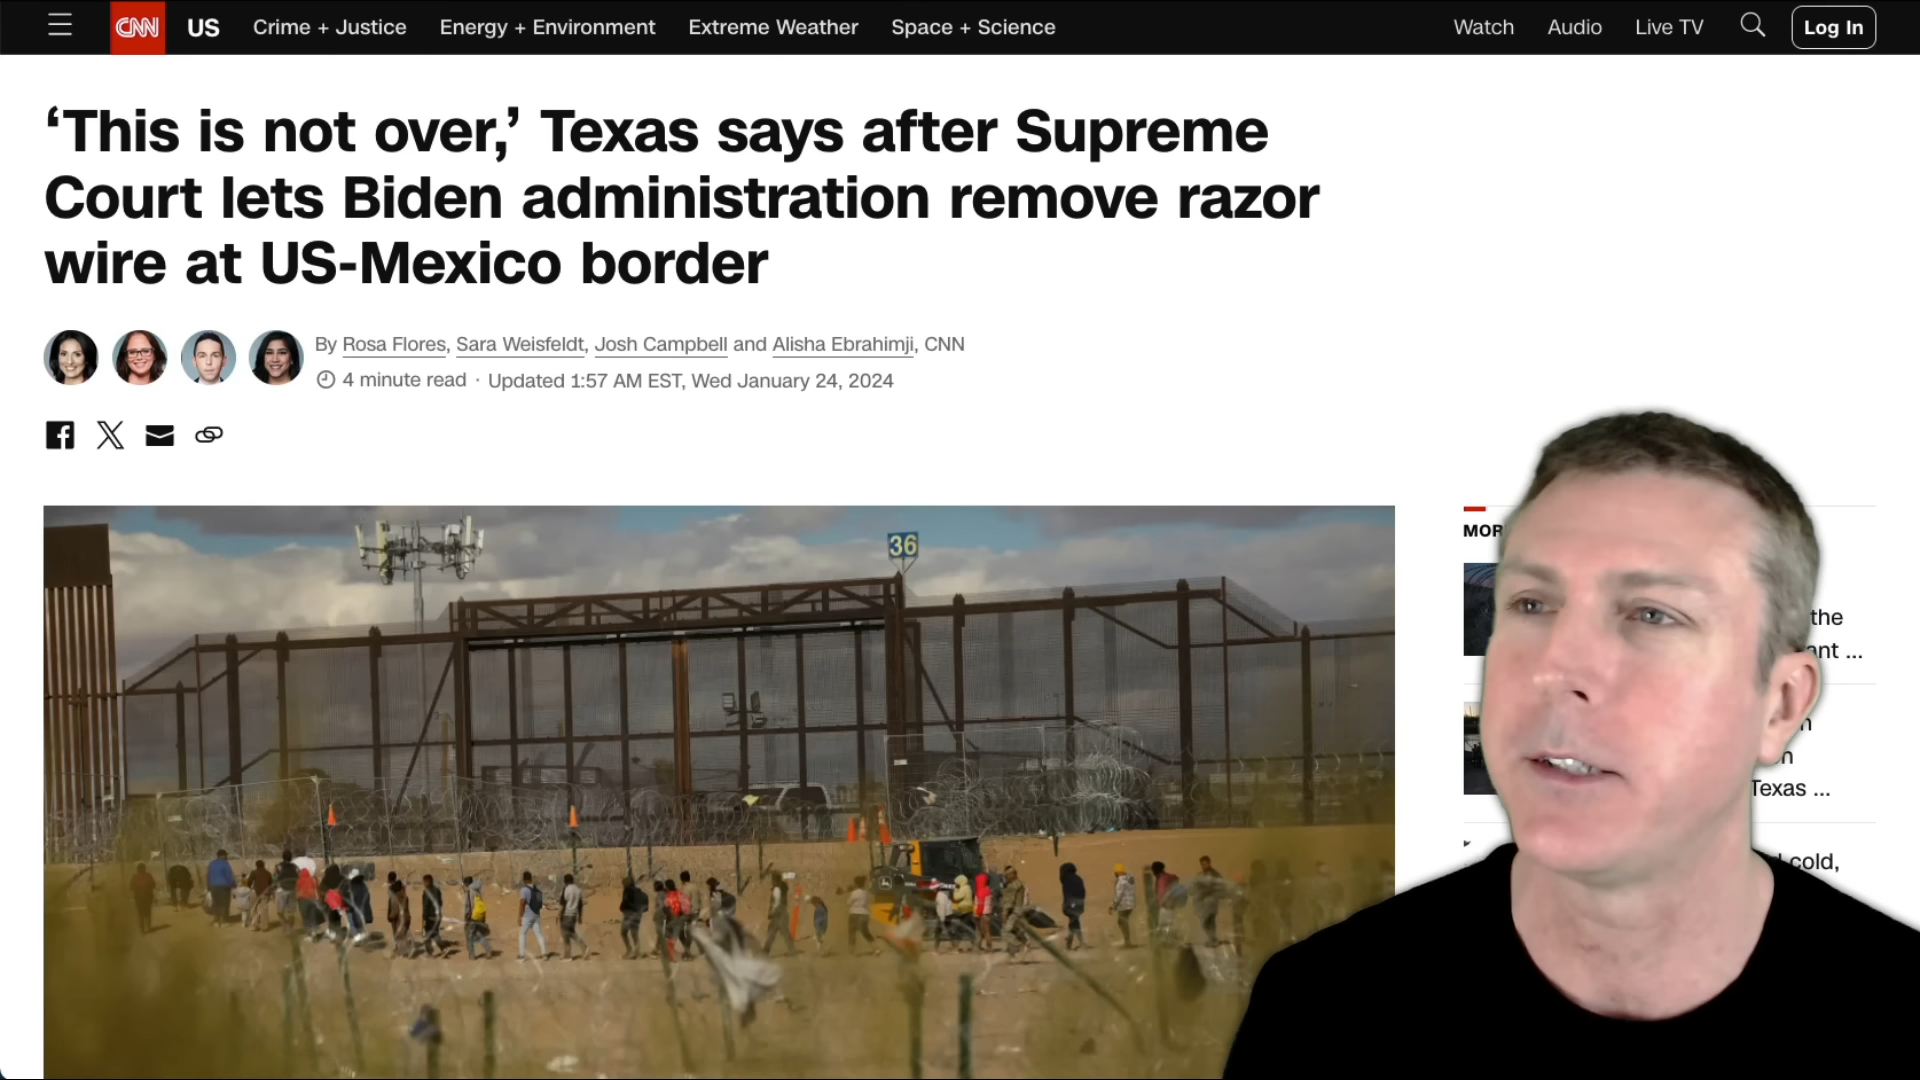 CNN US Crime + Justice Energy + Environment Extreme Weather Space + Science Watch Audio Live TV Log In
‘This is not over,’ Texas says after Supreme
Court lets Biden administration remove razor
wire at US-Mexico border
By Rosa Flores, Sara Weisfeldt, Josh Campbell and Alisha Ebrahimji, CNN
4 minute read · Updated 1:57 AM EST, Wed January 24, 2024
36
the
Texas ...
cold,